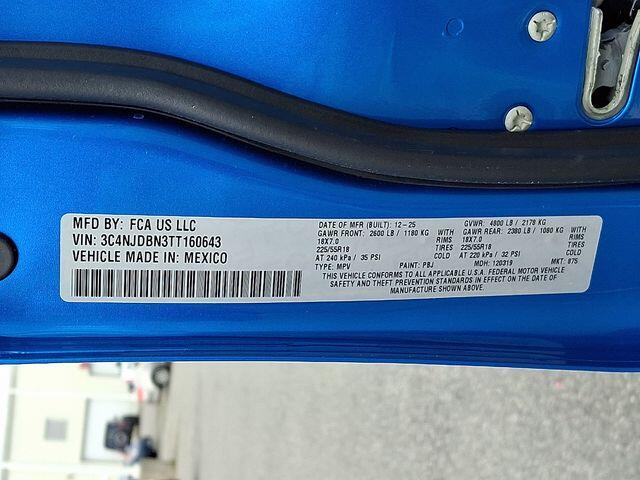 MFD BY: FCA US LLC
VIN: 3C4NJDBN3TT160643
VEHICLE MADE IN: MEXICO
DATE OF MFR (BUILT): 12-25 GVWR: 4800 LB / 2178 KG
GAWR FRONT: 2600 LB / 1180 KG WITH GAWR REAR: 2380 LB / 1080 KG WITH
18X7.0 RIMS 18X7.0 RIMS
225/55R18 225/55R18
AT 240 kPa / 35 PSI COLD AT 220 kPa / 32 PSI COLD
TYPE: MPV PAINT: PBJ MDH: 120319 MKT: 875
THIS VEHICLE CONFORMS TO ALL APPLICABLE U.S.A. FEDERAL MOTOR VEHICLE
SAFETY AND THEFT PREVENTION STANDARDS IN EFFECT ON THE DATE OF
MANUFACTURE SHOWN ABOVE.